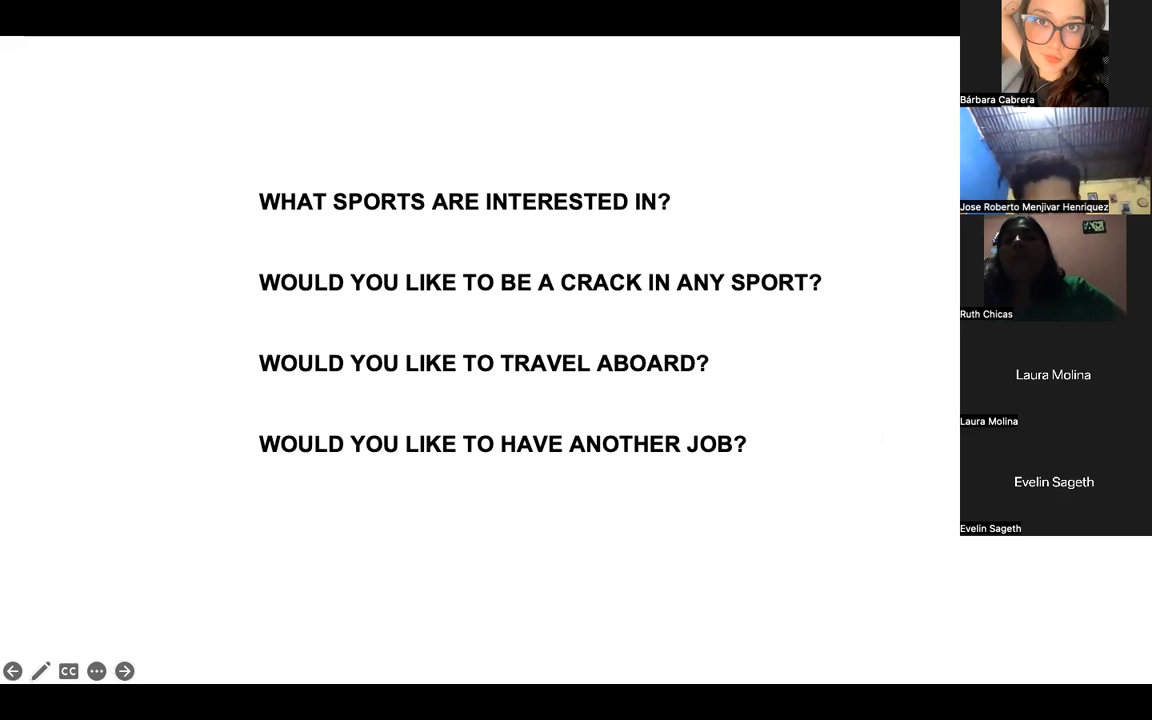 WHAT SPORTS ARE INTERESTED IN?
WOULD YOU LIKE TO BE A CRACK IN ANY SPORT?
WOULD YOU LIKE TO TRAVEL ABOARD?
WOULD YOU LIKE TO HAVE ANOTHER JOB?
CC
Bárbara Cabrera
Jose Roberto Menjivar Henriquez
Ruth Chicas
Laura Molina
Laura Molina
Evelin Sageth
Evelin Sageth